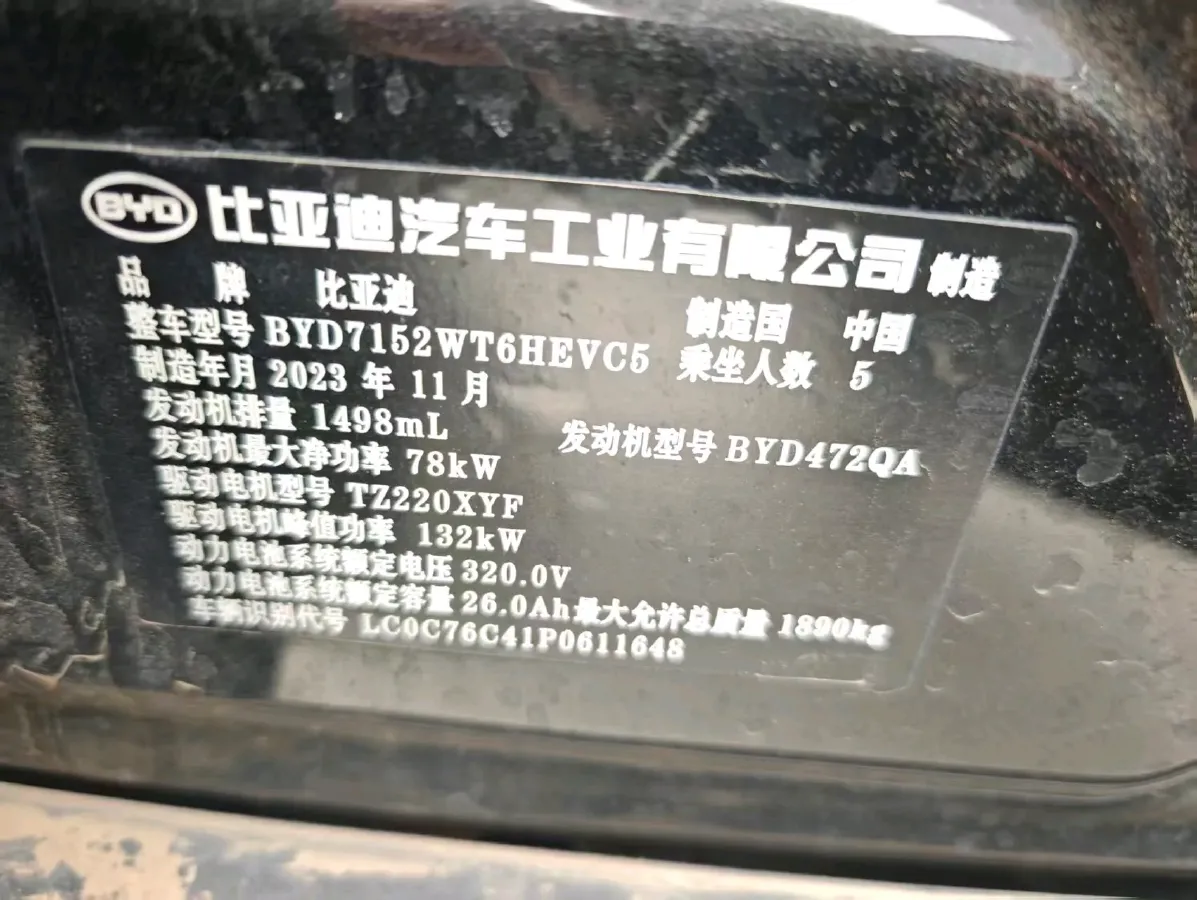 BYD 比亚迪汽车工业有限公司 制造
品 牌 比亚迪 制造国 中国
整车型号 BYD7152WT6HEVC5 乘坐人数 5
制造年月 2023 年 11 月
发动机排量 1498mL 发动机型号 BYD472QA
发动机最大净功率 78kW
驱动电机型号 TZ220XYF
驱动电机峰值功率 132kW
动力电池系统额定电压 320.0V
动力电池系统额定容量 26.0Ah 最大允许总质量 1890kg
车辆识别代号 LC0C76C41P0611648